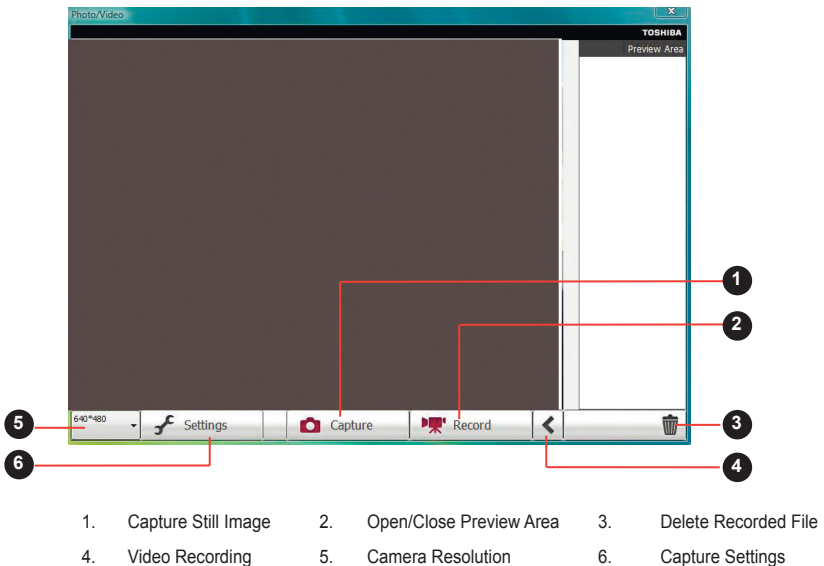 Photo/Video X
TOSHIBA
Preview Area
1
2
640*480 Settings Capture Record
5 3
6 4
1. Capture Still Image 2. Open/Close Preview Area 3. Delete Recorded File
4. Video Recording 5. Camera Resolution 6. Capture Settings